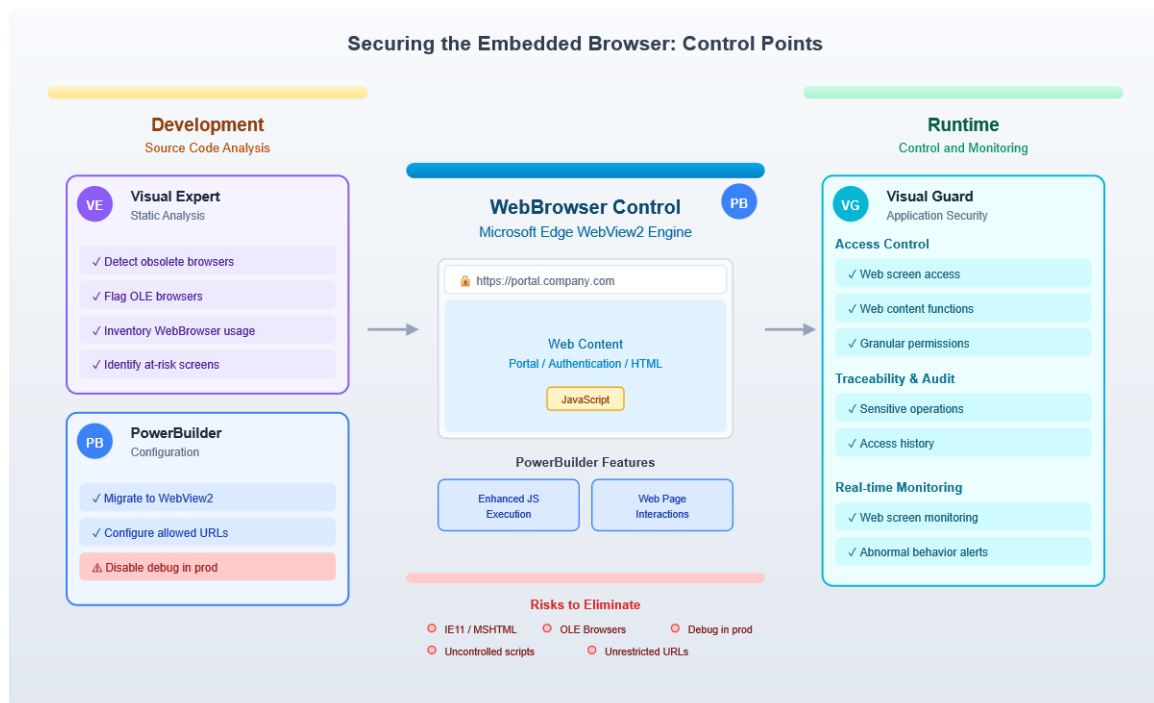 Securing the Embedded Browser: Control Points
Development
Source Code Analysis
VE
Visual Expert
Static Analysis
✓ Detect obsolete browsers
✓ Flag OLE browsers
✓ Inventory WebBrowser usage
✓ Identify at-risk screens
PB
PowerBuilder
Configuration
✓ Migrate to WebView2
✓ Configure allowed URLs
⚠ Disable debug in prod
WebBrowser Control
PB
Microsoft Edge WebView2 Engine
🔒 https://portal.company.com
Web Content
Portal / Authentication / HTML
JavaScript
PowerBuilder Features
Enhanced JS
Execution
Web Page
Interactions
Risks to Eliminate
IE11 / MSHTML
OLE Browsers
Debug in prod
Uncontrolled scripts
Unrestricted URLs
Runtime
Control and Monitoring
VG
Visual Guard
Application Security
Access Control
✓ Web screen access
✓ Web content functions
✓ Granular permissions
Traceability & Audit
✓ Sensitive operations
✓ Access history
Real-time Monitoring
✓ Web screen monitoring
✓ Abnormal behavior alerts